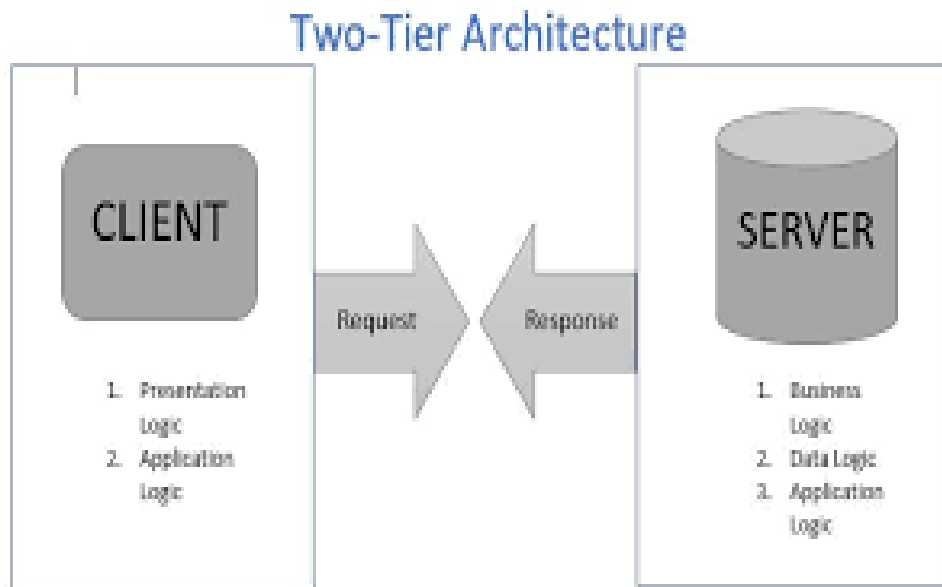 Two-Tier Architecture
CLIENT
Request
Response
SERVER
1. Presentation
Logic
2. Application
Logic
1. Business
Logic
2. Data Logic
3. Application
Logic